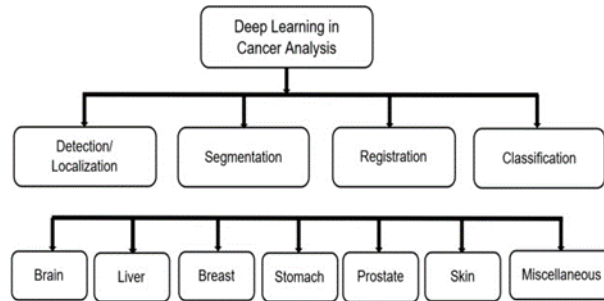 Deep Learning in
Cancer Analysis
Detection/
Localization
Segmentation
Registration
Classification
Brain
Liver
Breast
Stomach
Prostate
Skin
Miscellaneous